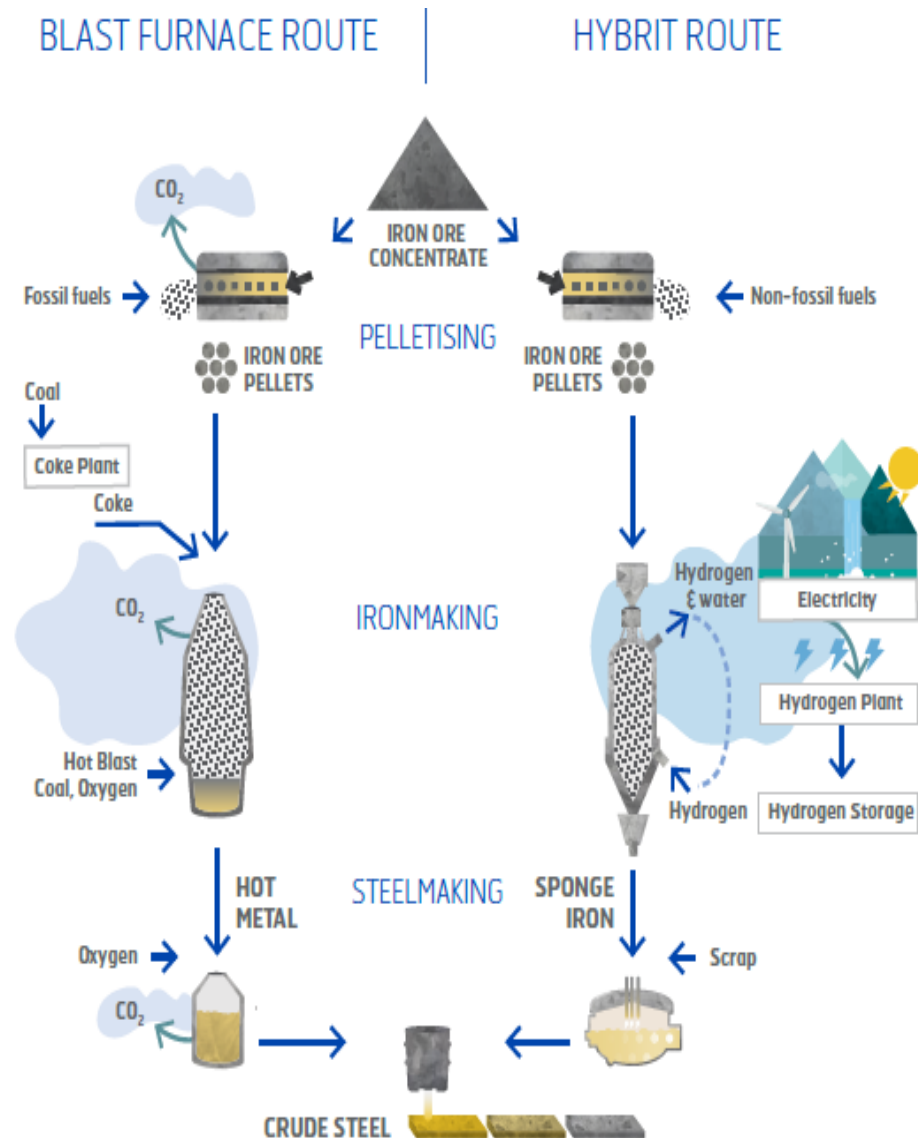 BLAST FURNACE ROUTE
HYBRIT ROUTE
CO₂
IRON ORE
CONCENTRATE
Fossil fuels
Non-fossil fuels
PELLETISING
IRON ORE
PELLETS
IRON ORE
PELLETS
Coal
Coke Plant
Coke
CO₂
IRONMAKING
Hydrogen
& water
Electricity
Hydrogen Plant
Hot Blast
Coal, Oxygen
Hydrogen
Hydrogen Storage
HOT
METAL
STEELMAKING
SPONGE
IRON
Oxygen
Scrap
CO₂
CRUDE STEEL